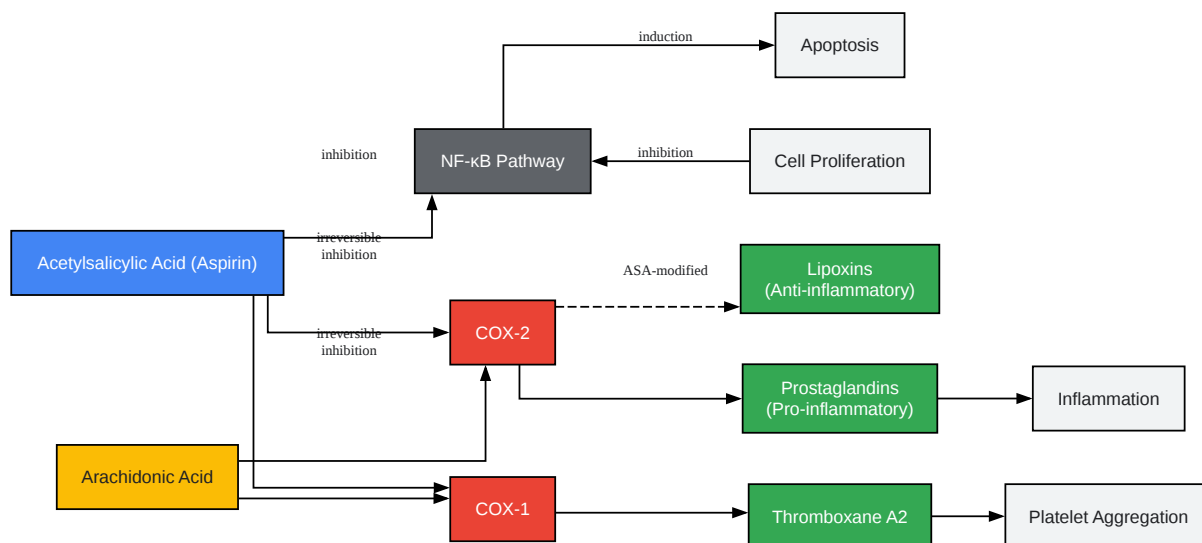 induction
Apoptosis
inhibition
NF-κB Pathway
inhibition
Cell Proliferation
Acetylsalicylic Acid (Aspirin)
irreversible
inhibition
ASA-modified
Lipoxins
(Anti-inflammatory)
irreversible
inhibition
COX-2
Prostaglandins
(Pro-inflammatory)
Inflammation
Arachidonic Acid
COX-1
Thromboxane A2
Platelet Aggregation